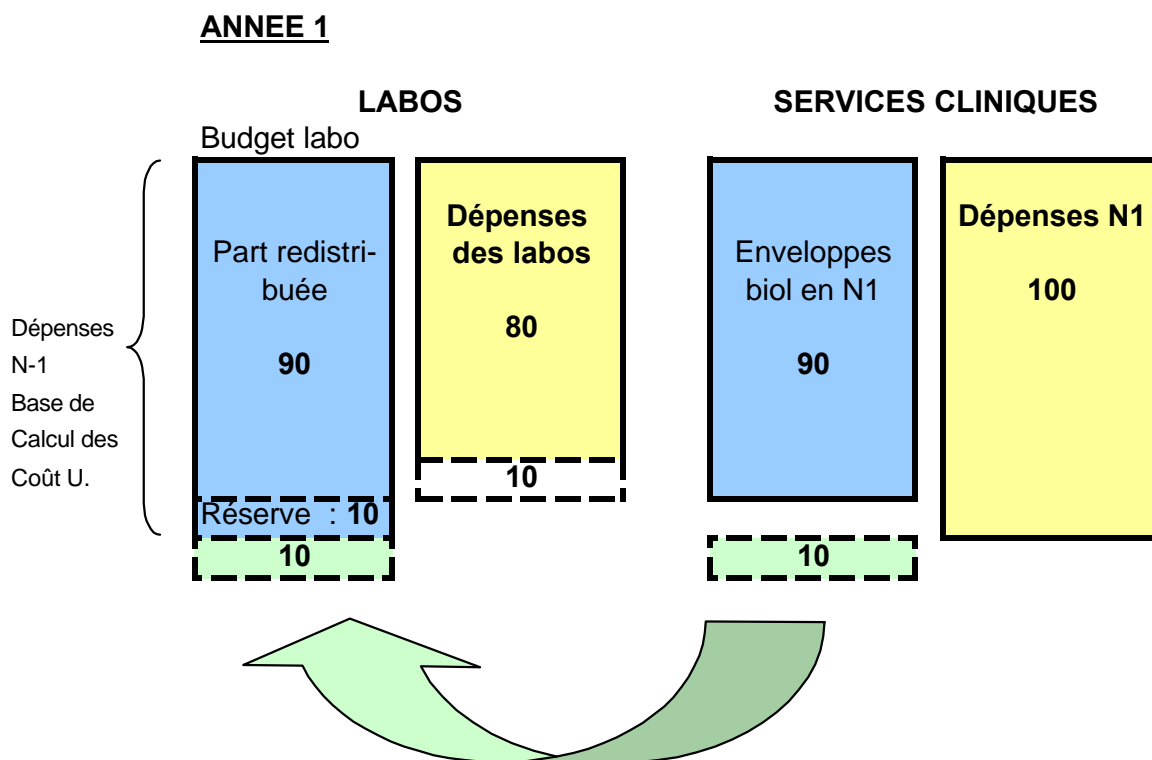 ANNEE 1
LABOS
SERVICES CLINIQUES
Budget labo
Dépenses
N-1
Base de
Calcul des
Coût U.
Part redistri-
buée
90
Réserve : 10
10
Dépenses
des labos
80
10
Enveloppes
biol en N1
90
10
Dépenses N1
100